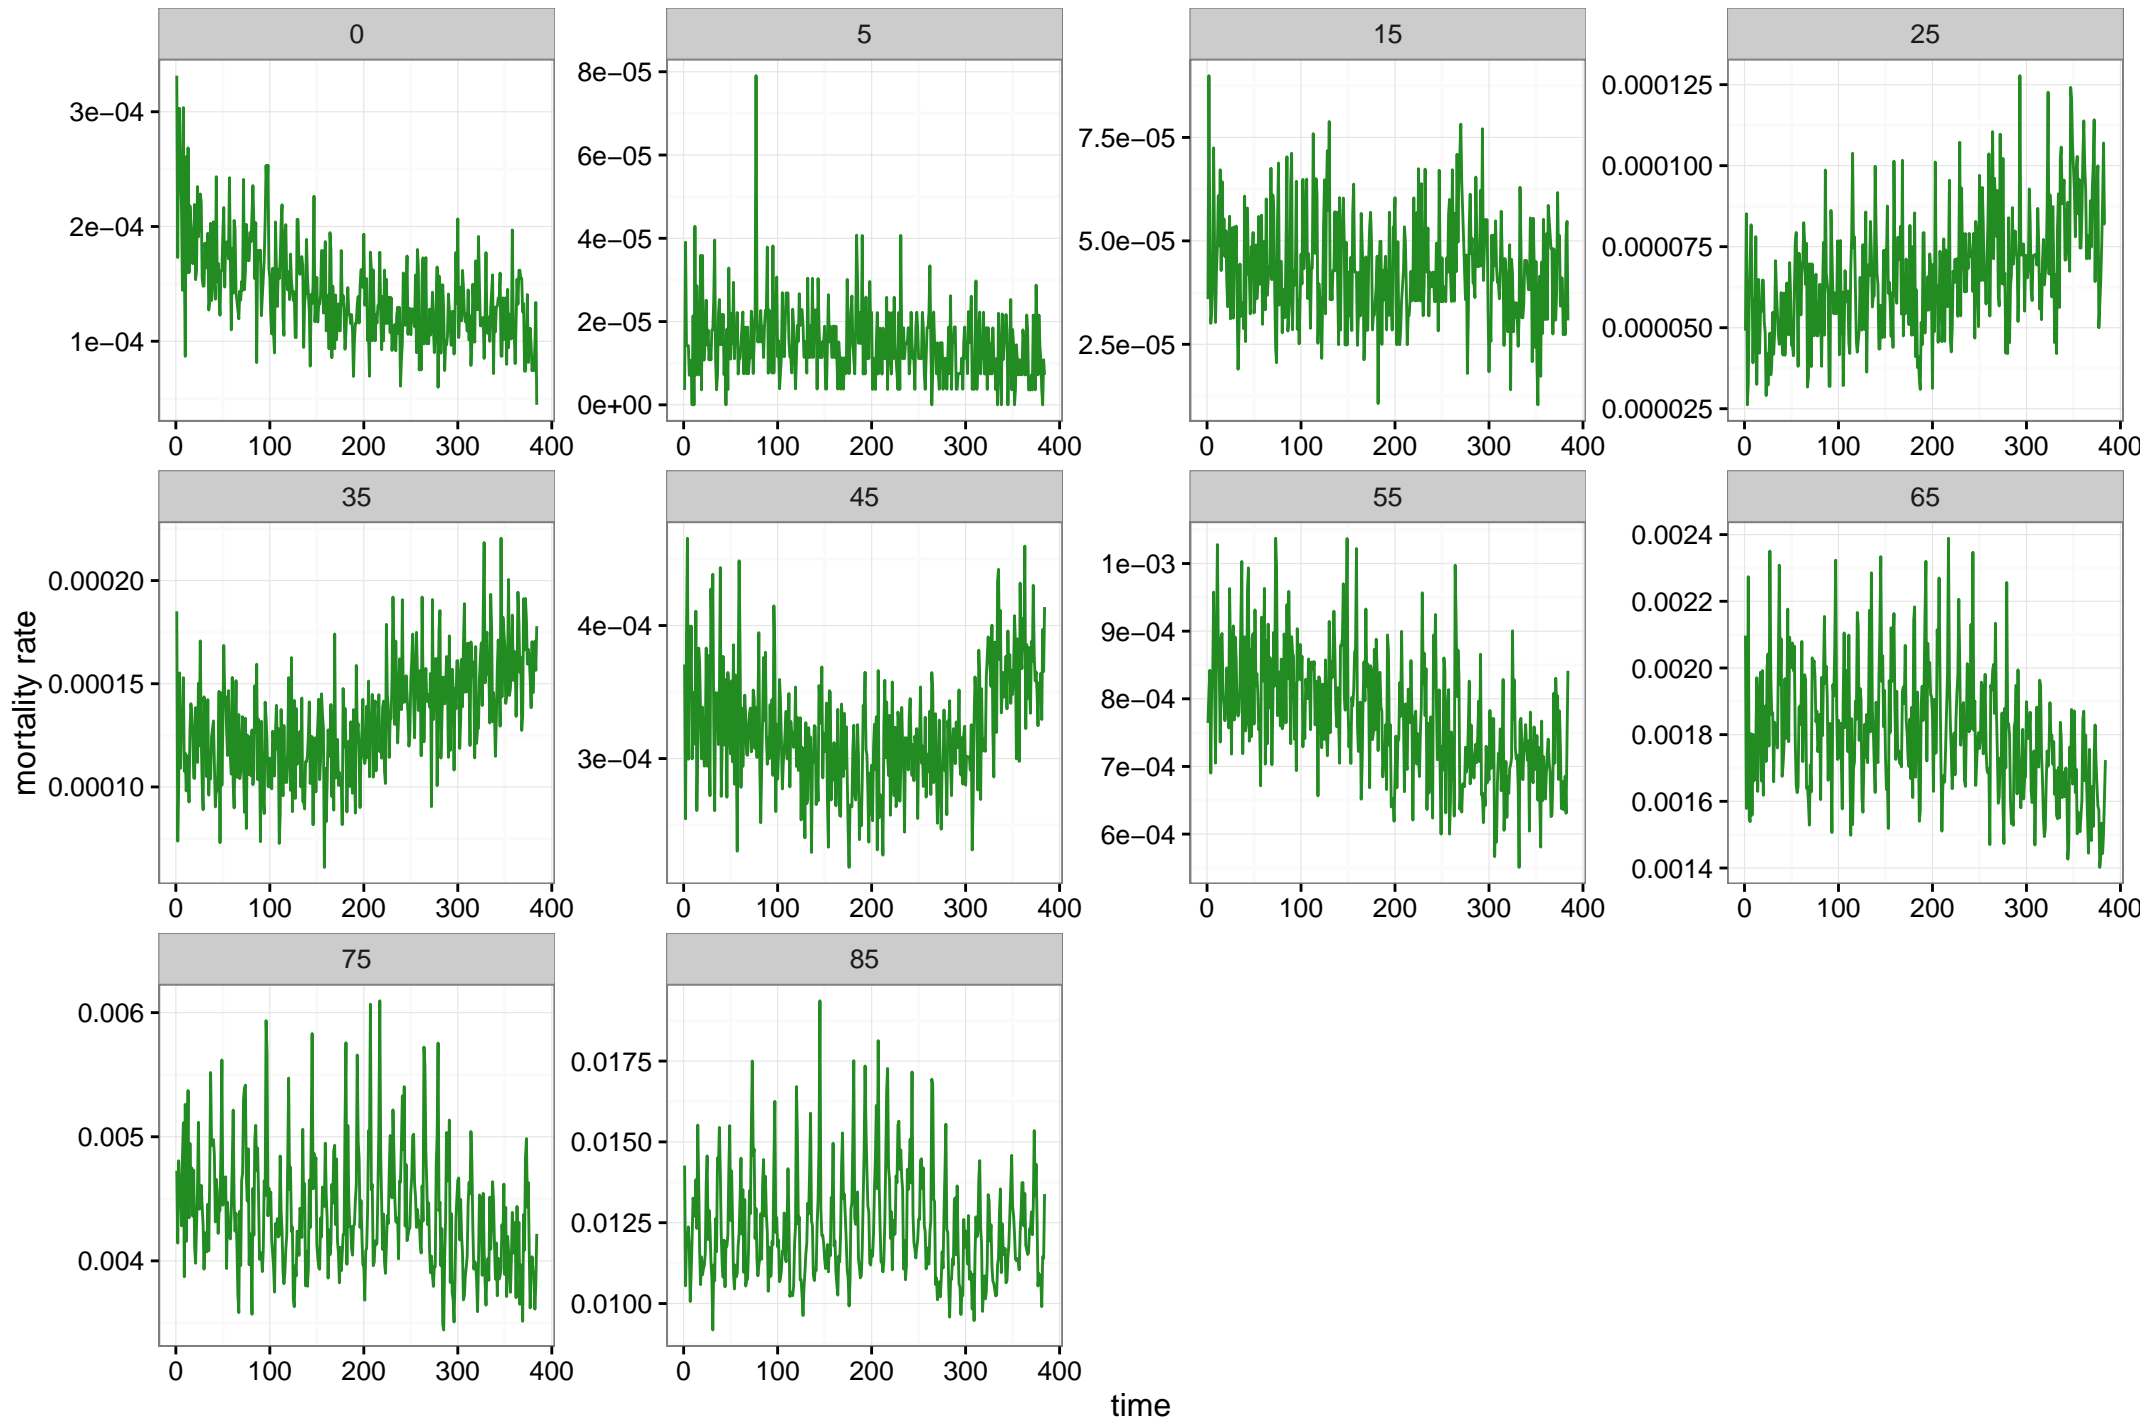 0 5 15 25
3e−04
2e−04
1e−04
8e−05
6e−05
4e−05
2e−05
0e+00
7.5e−05
5.0e−05
2.5e−05
0.000125
0.000100
0.000075
0.000050
0.000025
0 100 200 300 400 0 100 200 300 400 0 100 200 300 400 0 100 200 300 400
35 45 55 65
0.00020
0.00015
0.00010
4e−04
3e−04
1e−03
9e−04
8e−04
7e−04
6e−04
0.0024
0.0022
0.0020
0.0018
0.0016
0.0014
0 100 200 300 400 0 100 200 300 400 0 100 200 300 400 0 100 200 300 400
mortality rate
75 85
0.006
0.005
0.004
0.0175
0.0150
0.0125
0.0100
0 100 200 300 400 0 100 200 300 400
time